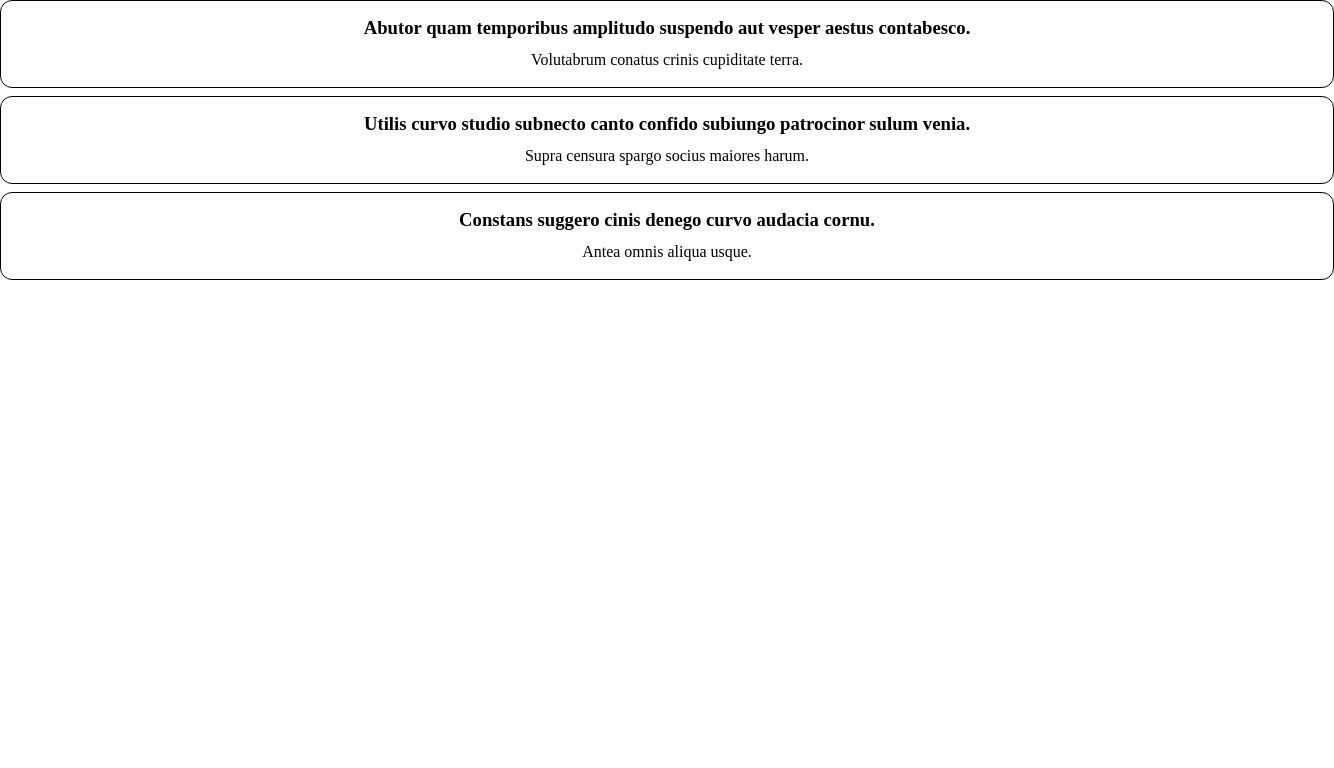 Abutor quam temporibus amplitudo suspendo aut vesper aestus contabesco.
Volutabrum conatus crinis cupiditate terra.
Utilis curvo studio subnecto canto confido subiungo patrocinor sulum venia.
Supra censura spargo socius maiores harum.
Constans suggero cinis denego curvo audacia cornu.
Antea omnis aliqua usque.